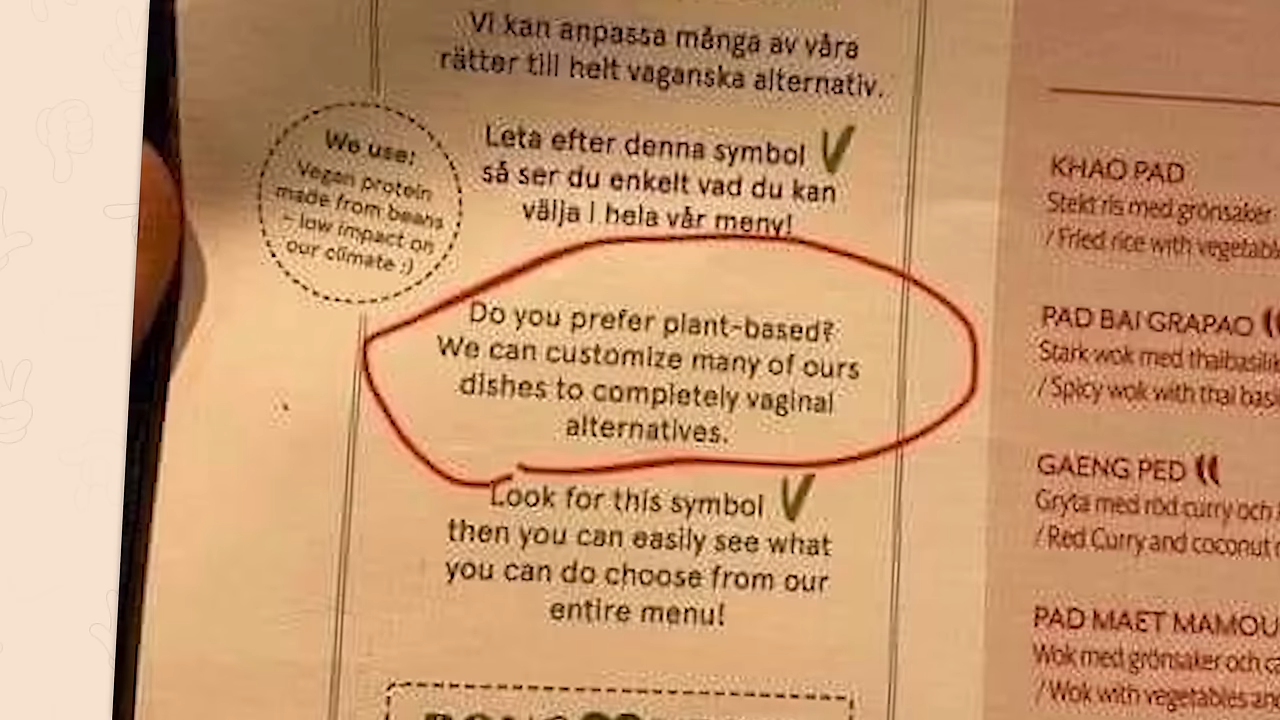 Vi kan anpassa många av våra
rätter till helt vaganska alternativ.
Leta efter denna symbol
så ser du enkelt vad du kan
välja i hela vår meny!
We use:
Vegan protein
made from beans
– low impact on
our climate :)
Do you prefer plant-based?
We can customize many of ours
dishes to completely vaginal
alternatives.
Look for this symbol
then you can easily see what
you can do choose from our
entire menu!
KHAO PAD
Stekt ris med grönsaker
/ Fried rice with
PAD BAI GRAPAO
Stark wok med
/ Spicy wok with thai
GAENG PED
Gryta med röd curry och
/ Red Curry and coconut
PAD MAET
Wok med grönsaker och
/ Wok with vegetables